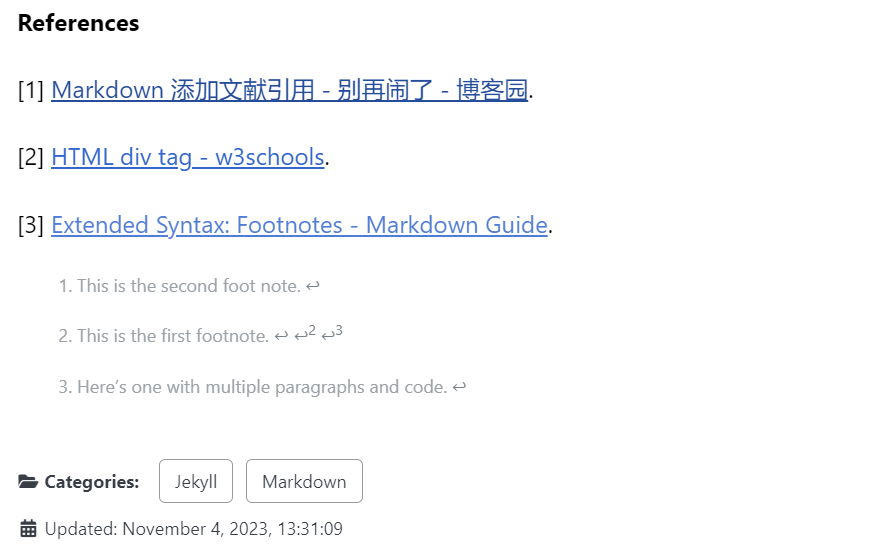 References
[1] Markdown 添加文献引用 - 别再闹了 - 博客园.
[2] HTML div tag - w3schools.
[3] Extended Syntax: Footnotes - Markdown Guide.
1. This is the second foot note. ↩
2. This is the first footnote. ↩ ↩2 ↩3
3. Here’s one with multiple paragraphs and code. ↩
Categories: Jekyll Markdown
Updated: November 4, 2023, 13:31:09